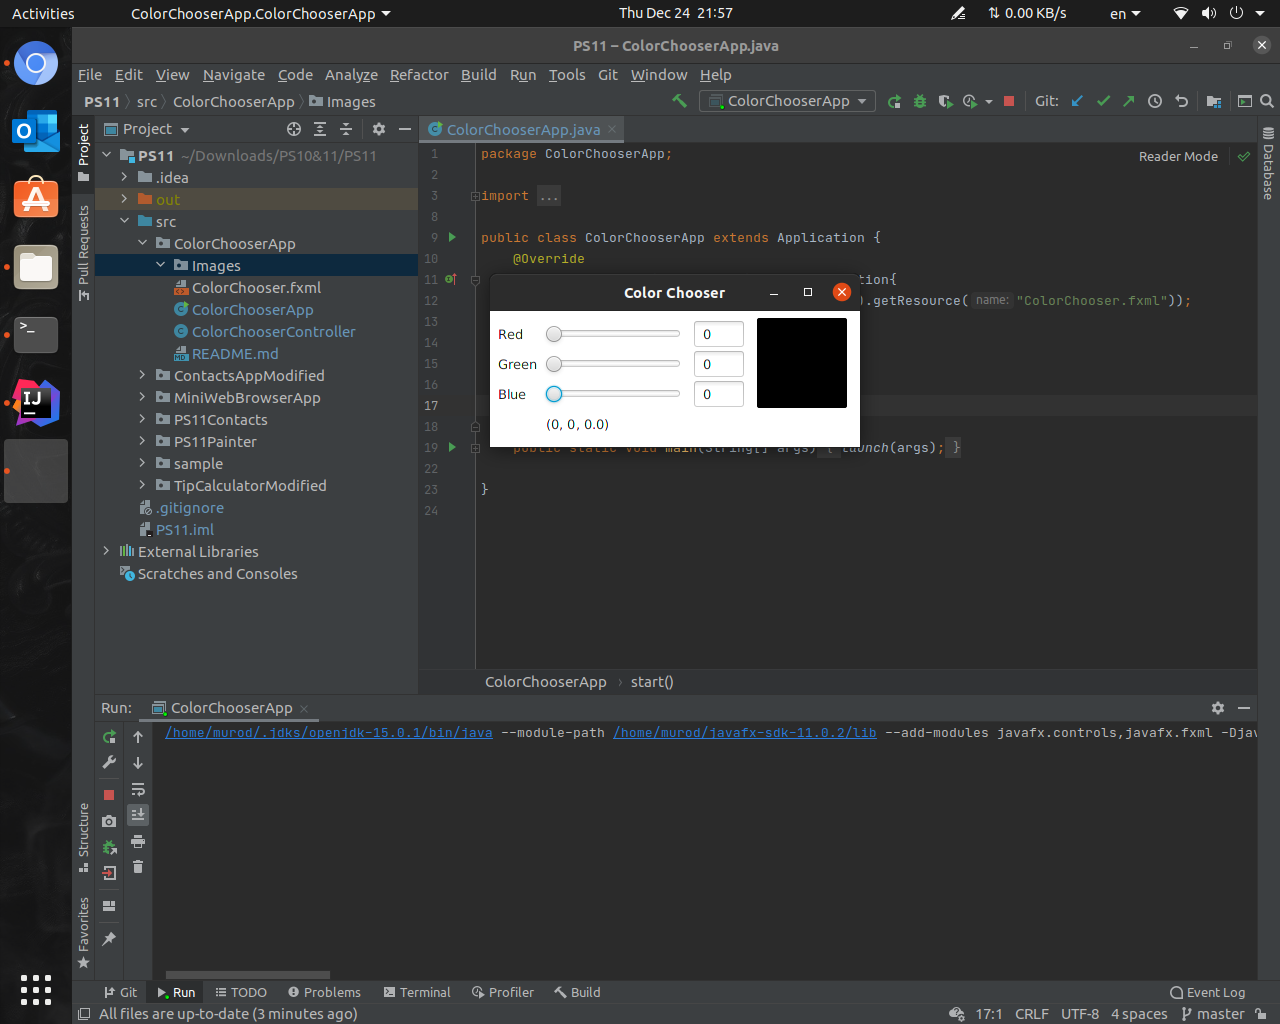 Activities
ColorChooserApp.ColorChooserApp
Thu Dec 24 21:57
0.00 KB/s
en
PS11 – ColorChooserApp.java
File Edit View Navigate Code Analyze Refactor Build Run Tools Git Window Help
PS11 src ColorChooserApp Images
ColorChooserApp
Git:
Project
Pull Requests
Structure
Favorites
Database
Project
PS11 ~/Downloads/PS10&11/PS11
.idea
out
src
ColorChooserApp
Images
ColorChooser.fxml
ColorChooserApp
ColorChooserController
README.md
ContactsAppModified
MiniWebBrowserApp
PS11Contacts
PS11Painter
sample
TipCalculatorModified
.gitignore
PS11.iml
External Libraries
Scratches and Consoles
ColorChooserApp.java
Reader Mode
1 package ColorChooserApp;
2
3 import ...
8
9 public class ColorChooserApp extends Application {
10 @Override
11 tion{
12 ).getResource( name: "ColorChooser.fxml"));
13
14
15
16
17
18
19 public static void main(String[] args) { launch(args); }
22
23 }
24
Color Chooser
Red 0
Green 0
Blue 0
(0, 0, 0.0)
ColorChooserApp start()
Run: ColorChooserApp
/home/murod/.jdks/openjdk-15.0.1/bin/java --module-path /home/murod/javafx-sdk-11.0.2/lib --add-modules javafx.controls,javafx.fxml -Djav
Git Run TODO Problems Terminal Profiler Build Event Log
All files are up-to-date (3 minutes ago) 17:1 CRLF UTF-8 4 spaces master